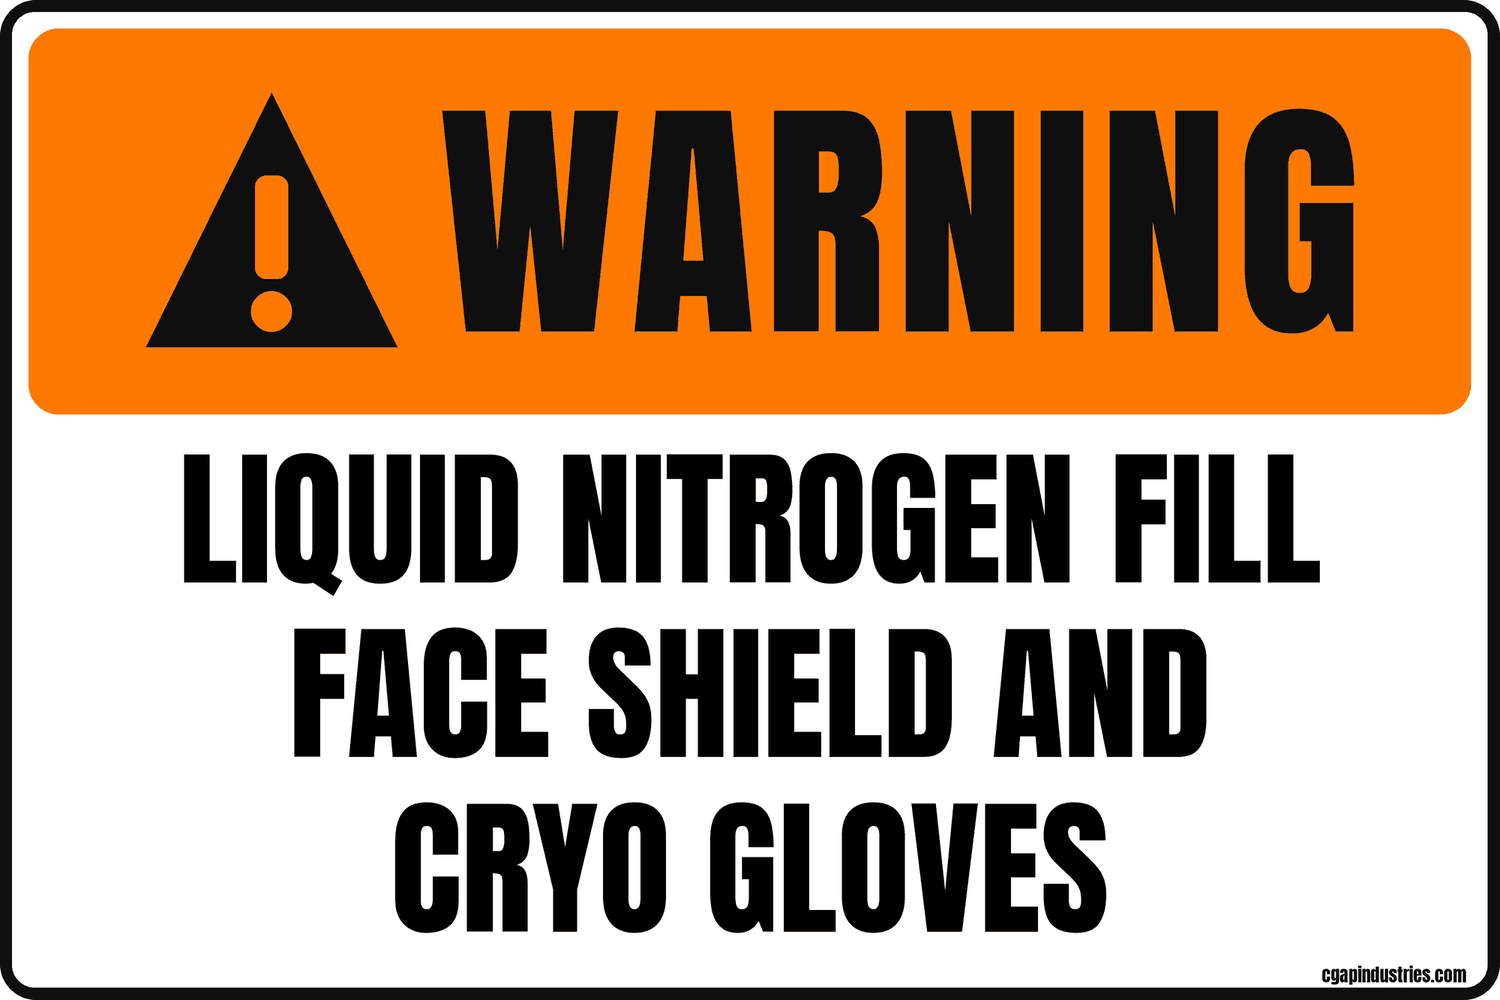 WARNING
LIQUID NITROGEN FILL
FACE SHIELD AND
CRYO GLOVES
cgapindustries.com